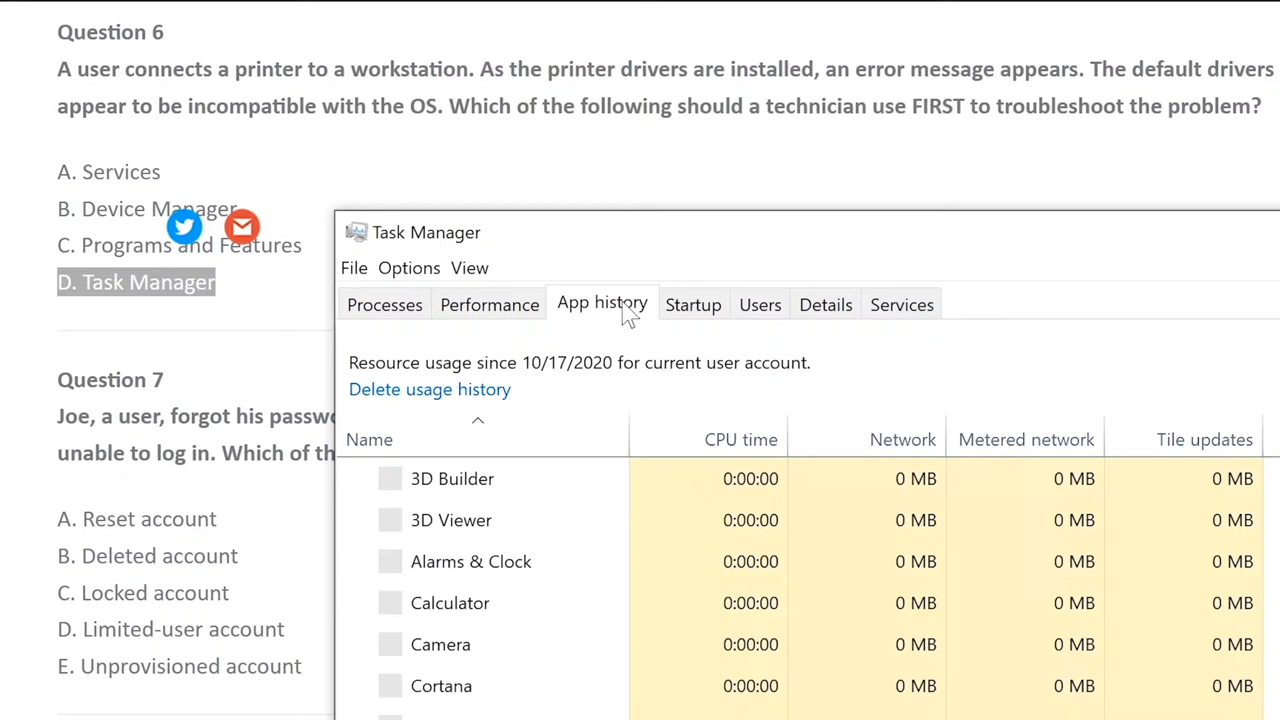 Question 6
A user connects a printer to a workstation. As the printer drivers are installed, an error message appears. The default drivers
appear to be incompatible with the OS. Which of the following should a technician use FIRST to troubleshoot the problem?
A. Services
B. Device Manager
C. Programs and Features
D. Task Manager
Question 7
Joe, a user, forgot his
unable to log in. Which of
A. Reset account
B. Deleted account
C. Locked account
D. Limited-user account
E. Unprovisioned account
Task Manager
File Options View
Processes Performance App history Startup Users Details Services
Resource usage since 10/17/2020 for current user account.
Delete usage history
Name CPU time Network Metered network Tile updates
3D Builder 0:00:00 0 MB 0 MB 0 MB
3D Viewer 0:00:00 0 MB 0 MB 0 MB
Alarms & Clock 0:00:00 0 MB 0 MB 0 MB
Calculator 0:00:00 0 MB 0 MB 0 MB
Camera 0:00:00 0 MB 0 MB 0 MB
Cortana 0:00:00 0 MB 0 MB 0 MB